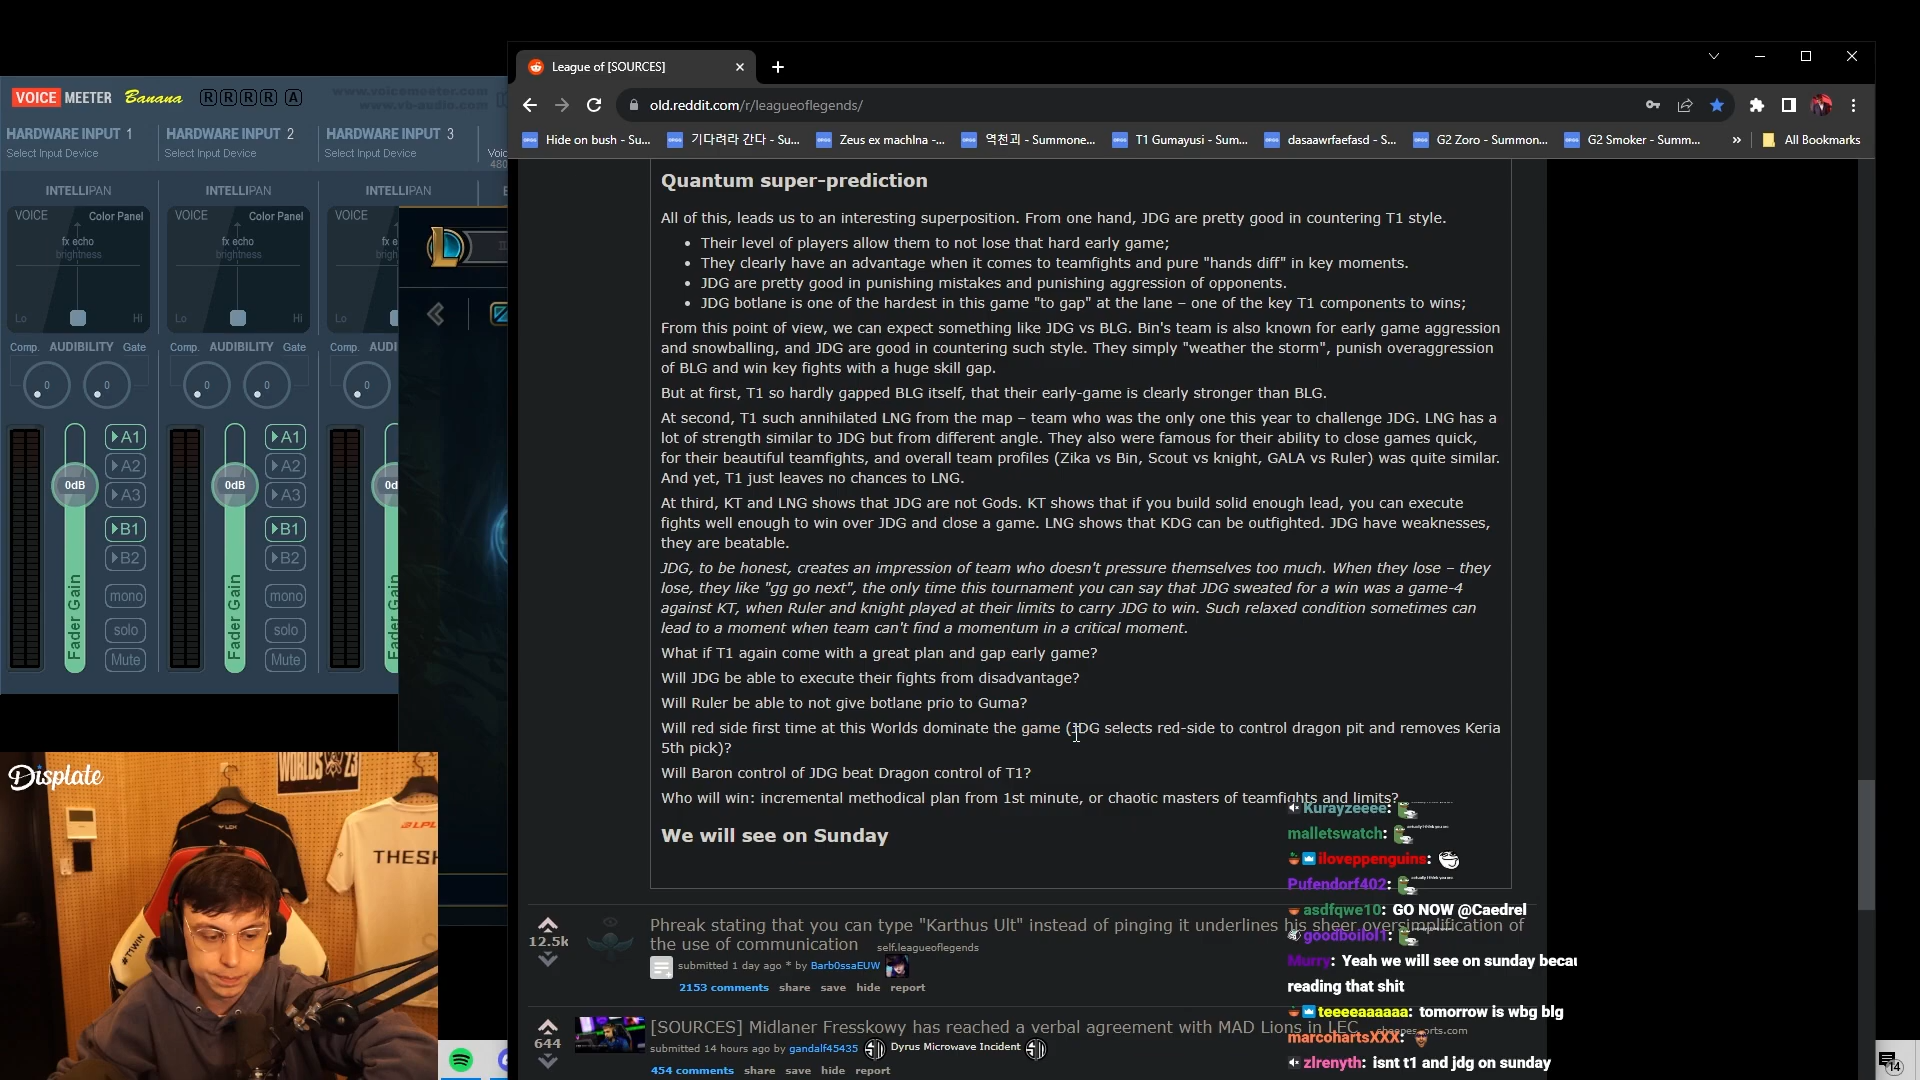 League of [SOURCES]
old.reddit.com/r/leagueoflegends/
Hide on bush - Su...
기다려라 간다 - Su...
Zeus ex machlna -...
역천괴 - Summone...
T1 Gumayusi - Sum...
dasaawrfaefasd - S...
G2 Zoro - Summon...
G2 Smoker - Summ...
»
All Bookmarks
VOICE MEETER Banana R R R R A
www.voicemeeter.com
www.vb-audio.com
HARDWARE INPUT 1 HARDWARE INPUT 2 HARDWARE INPUT 3
Select Input Device Select Input Device Select Input Device
INTELLIPAN INTELLIPAN INTELLIPAN
VOICE Color Panel VOICE Color Panel VOICE
fx echo fx echo fx e
brightness brightness
Lo Hi Lo Hi Lo
Comp. AUDIBILITY Gate Comp. AUDIBILITY Gate Comp. AUDI
0 0 0 0 0
A1 A1
A2 A2
0dB 0dB 0d
A3 A3
B1 B1
B2 B2
mono mono
solo solo
Mute Mute
Fader Gain Fader Gain Fader Gain
Quantum super-prediction
All of this, leads us to an interesting superposition. From one hand, JDG are pretty good in countering T1 style.
• Their level of players allow them to not lose that hard early game;
• They clearly have an advantage when it comes to teamfights and pure "hands diff" in key moments.
• JDG are pretty good in punishing mistakes and punishing aggression of opponents.
• JDG botlane is one of the hardest in this game "to gap" at the lane – one of the key T1 components to wins;
From this point of view, we can expect something like JDG vs BLG. Bin's team is also known for early game aggression
and snowballing, and JDG are good in countering such style. They simply "weather the storm", punish overaggression
of BLG and win key fights with a huge skill gap.
But at first, T1 so hardly gapped BLG itself, that their early-game is clearly stronger than BLG.
At second, T1 such annihilated LNG from the map – team who was the only one this year to challenge JDG. LNG has a
lot of strength similar to JDG but from different angle. They also were famous for their ability to close games quick,
for their beautiful teamfights, and overall team profiles (Zika vs Bin, Scout vs knight, GALA vs Ruler) was quite similar.
And yet, T1 just leaves no chances to LNG.
At third, KT and LNG shows that JDG are not Gods. KT shows that if you build solid enough lead, you can execute
fights well enough to win over JDG and close a game. LNG shows that KDG can be outfighted. JDG have weaknesses,
they are beatable.
JDG, to be honest, creates an impression of team who doesn't pressure themselves too much. When they lose – they
lose, they like "gg go next", the only time this tournament you can say that JDG sweated for a win was a game-4
against KT, when Ruler and knight played at their limits to carry JDG to win. Such relaxed condition sometimes can
lead to a moment when team can't find a momentum in a critical moment.
What if T1 again come with a great plan and gap early game?
Will JDG be able to execute their fights from disadvantage?
Will Ruler be able to not give botlane prio to Guma?
Will red side first time at this Worlds dominate the game (JDG selects red-side to control dragon pit and removes Keria
5th pick)?
Will Baron control of JDG beat Dragon control of T1?
Who will win: incremental methodical plan from 1st minute, or chaotic masters of teamfights and limits?
We will see on Sunday
12.5k
Phreak stating that you can type "Karthus Ult" instead of pinging it underlines his sheer oversimplification of
the use of communication self.leagueoflegends
submitted 1 day ago * by Barb0ssaEUW
2153 comments share save hide report
644
[SOURCES] Midlaner Fresskowy has reached a verbal agreement with MAD Lions in LEC
submitted 14 hours ago by gandalf45435 Dyrus Microwave Incident
454 comments share save hide report
Kurayzeeee:
malletswatch:
iloveppenguins:
Pufendorf402:
asdfqwe10: GO NOW @Caedrel
goodboilol1:
Murry: Yeah we will see on sunday becau
reading that shit
teeeeaaaaaa: tomorrow is wbg blg
marcohartsXXX:
zlrenyth: isnt t1 and jdg on sunday
Displate
WORLDS 23
LPL
THESH
#T1WIN
14